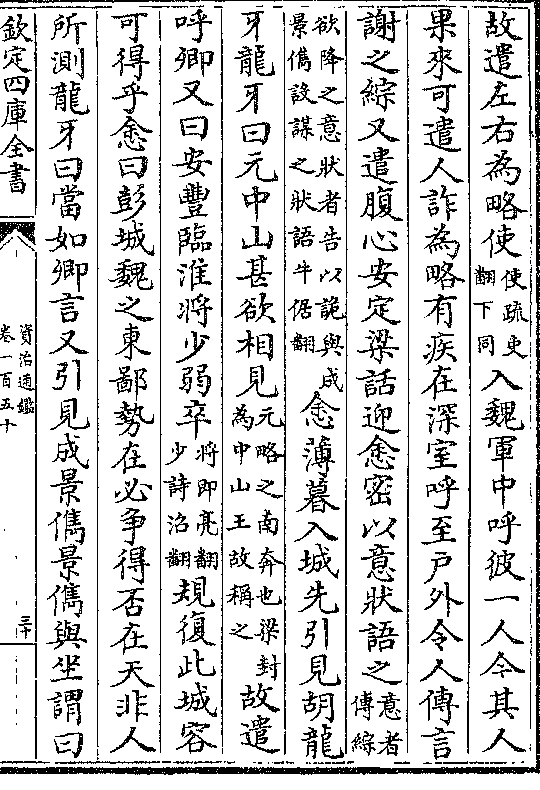 故遣左右為略使使疏吏翻下同入魏軍中呼彼一人令其人
果來可遣人詐為略有疾在深室呼至戶外令人傳言
謝之綜又遣腹心安定梁話迎悆密以意狀語之意者傳綜
欲降之意狀者告以詭與成景儁設謀之狀語牛倨翻悆薄暮入城先引見胡龍
牙龍牙曰元中山甚欲相見元略之南奔也梁封為中山王故稱之故遣
呼卿又曰安豐臨淮將少弱卒將即亮翻少詩沼翻規復此城容
可得乎悆曰彭城魏之東鄙勢在必争得否在天非人
所測龍牙曰當如卿言又引見成景儁景儁與坐謂曰
欽定四庫全書
資治通鑑
卷一百五十
三十